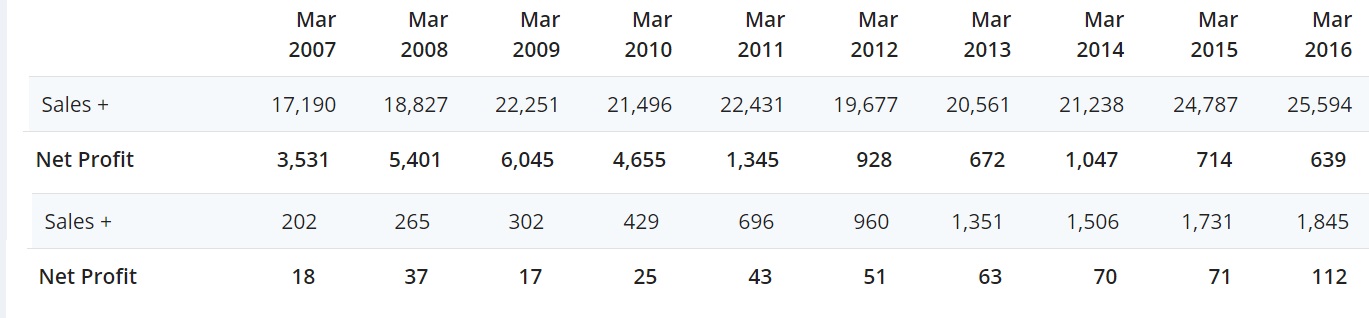 Mar Mar Mar Mar Mar Mar Mar Mar Mar Mar
2007 2008 2009 2010 2011 2012 2013 2014 2015 2016
Sales + 17,190 18,827 22,251 21,496 22,431 19,677 20,561 21,238 24,787 25,594
Net Profit 3,531 5,401 6,045 4,655 1,345 928 672 1,047 714 639
Sales + 202 265 302 429 696 960 1,351 1,506 1,731 1,845
Net Profit 18 37 17 25 43 51 63 70 71 112